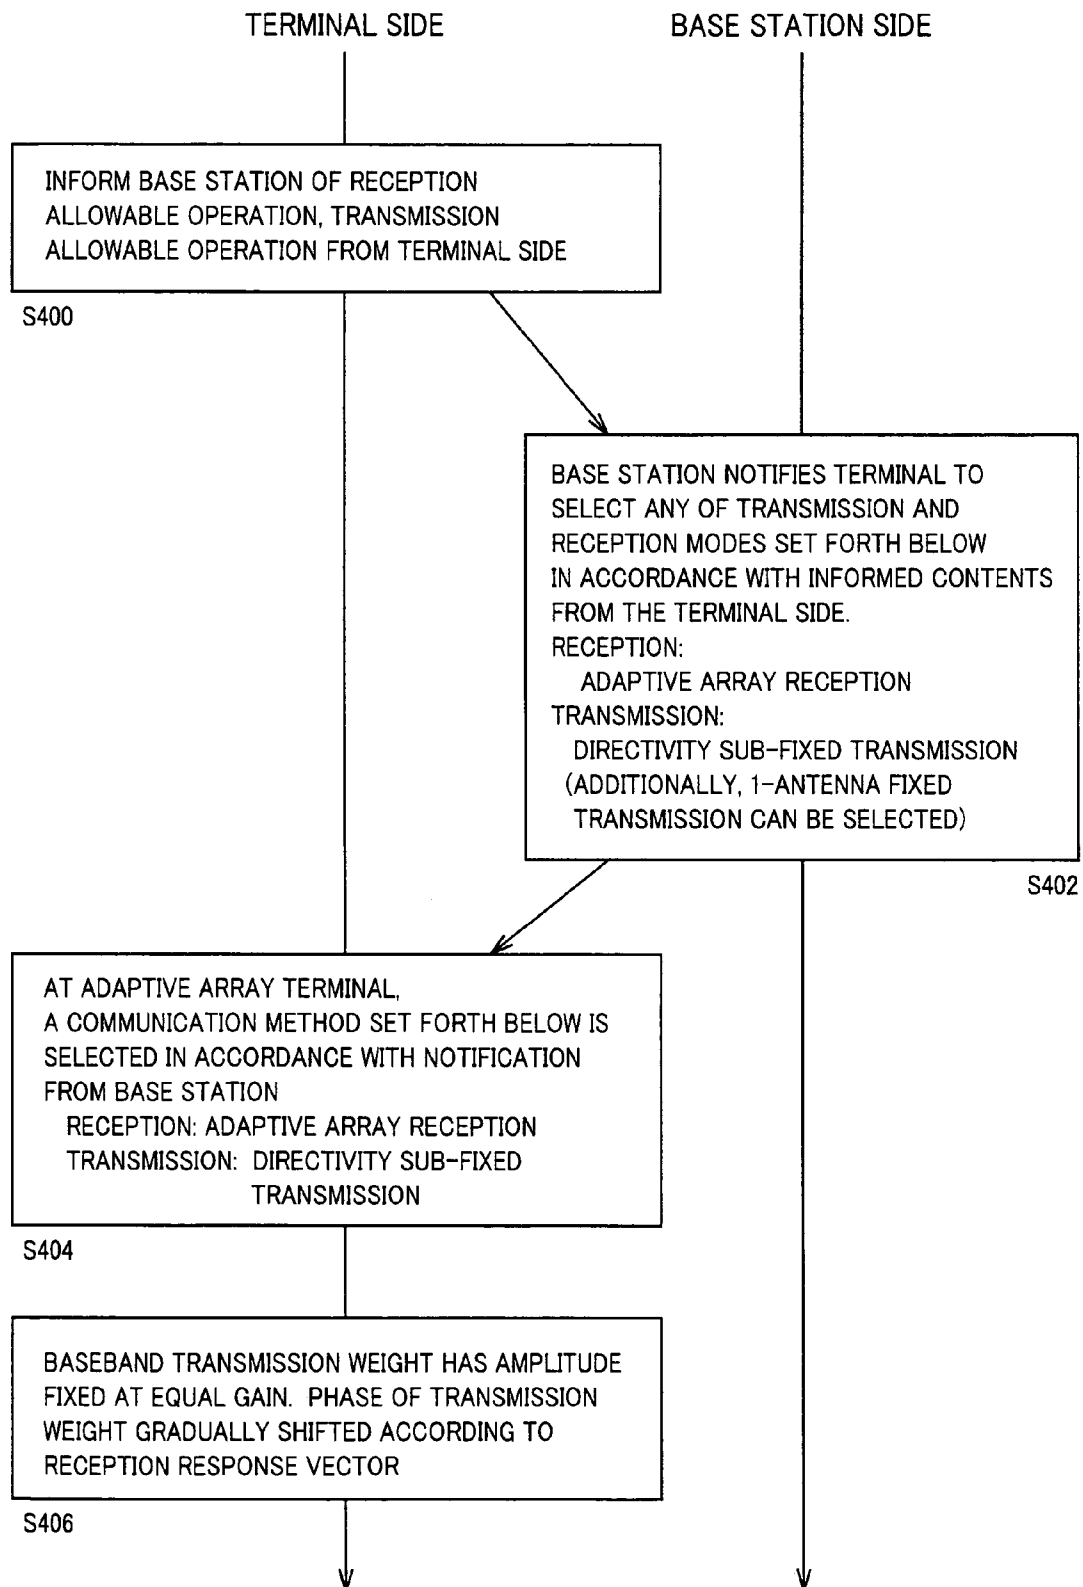 TERMINAL SIDE
BASE STATION SIDE
INFORM BASE STATION OF RECEPTION
ALLOWABLE OPERATION, TRANSMISSION
ALLOWABLE OPERATION FROM TERMINAL SIDE
S400
BASE STATION NOTIFIES TERMINAL TO
SELECT ANY OF TRANSMISSION AND
RECEPTION MODES SET FORTH BELOW
IN ACCORDANCE WITH INFORMED CONTENTS
FROM THE TERMINAL SIDE.
RECEPTION:
ADAPTIVE ARRAY RECEPTION
TRANSMISSION:
DIRECTIVITY SUB-FIXED TRANSMISSION
(ADDITIONALLY, 1-ANTENNA FIXED
TRANSMISSION CAN BE SELECTED)
S402
AT ADAPTIVE ARRAY TERMINAL,
A COMMUNICATION METHOD SET FORTH BELOW IS
SELECTED IN ACCORDANCE WITH NOTIFICATION
FROM BASE STATION
RECEPTION: ADAPTIVE ARRAY RECEPTION
TRANSMISSION: DIRECTIVITY SUB-FIXED
TRANSMISSION
S404
BASEBAND TRANSMISSION WEIGHT HAS AMPLITUDE
FIXED AT EQUAL GAIN. PHASE OF TRANSMISSION
WEIGHT GRADUALLY SHIFTED ACCORDING TO
RECEPTION RESPONSE VECTOR
S406